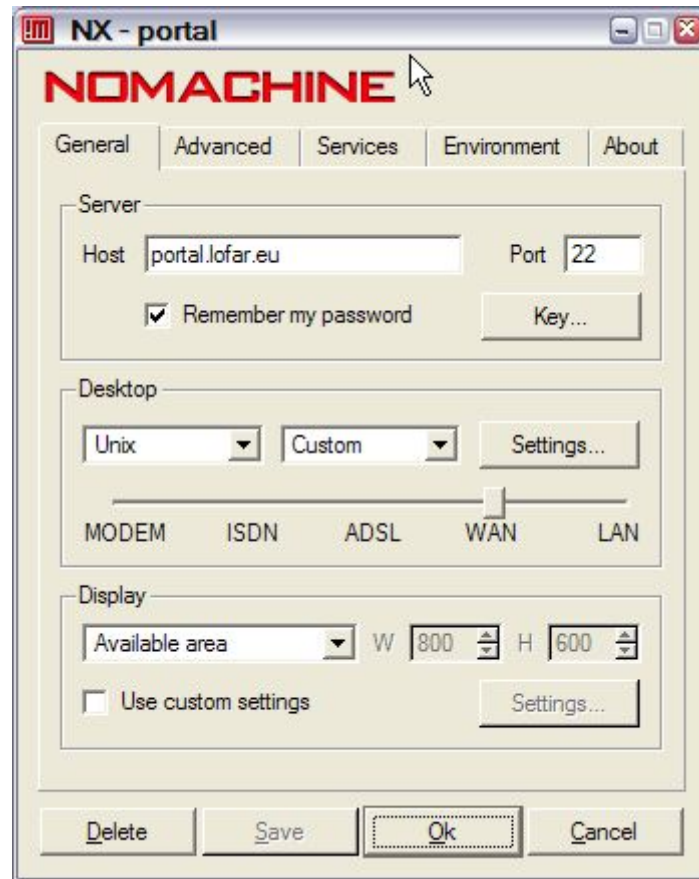 NX - portal
NOMACHINE
General Advanced Services Environment About
Server
Host portal.lofar.eu Port 22
Remember my password Key...
Desktop
Unix Custom Settings...
MODEM ISDN ADSL WAN LAN
Display
Available area W 800 H 600
Use custom settings Settings...
Delete Save Ok Cancel